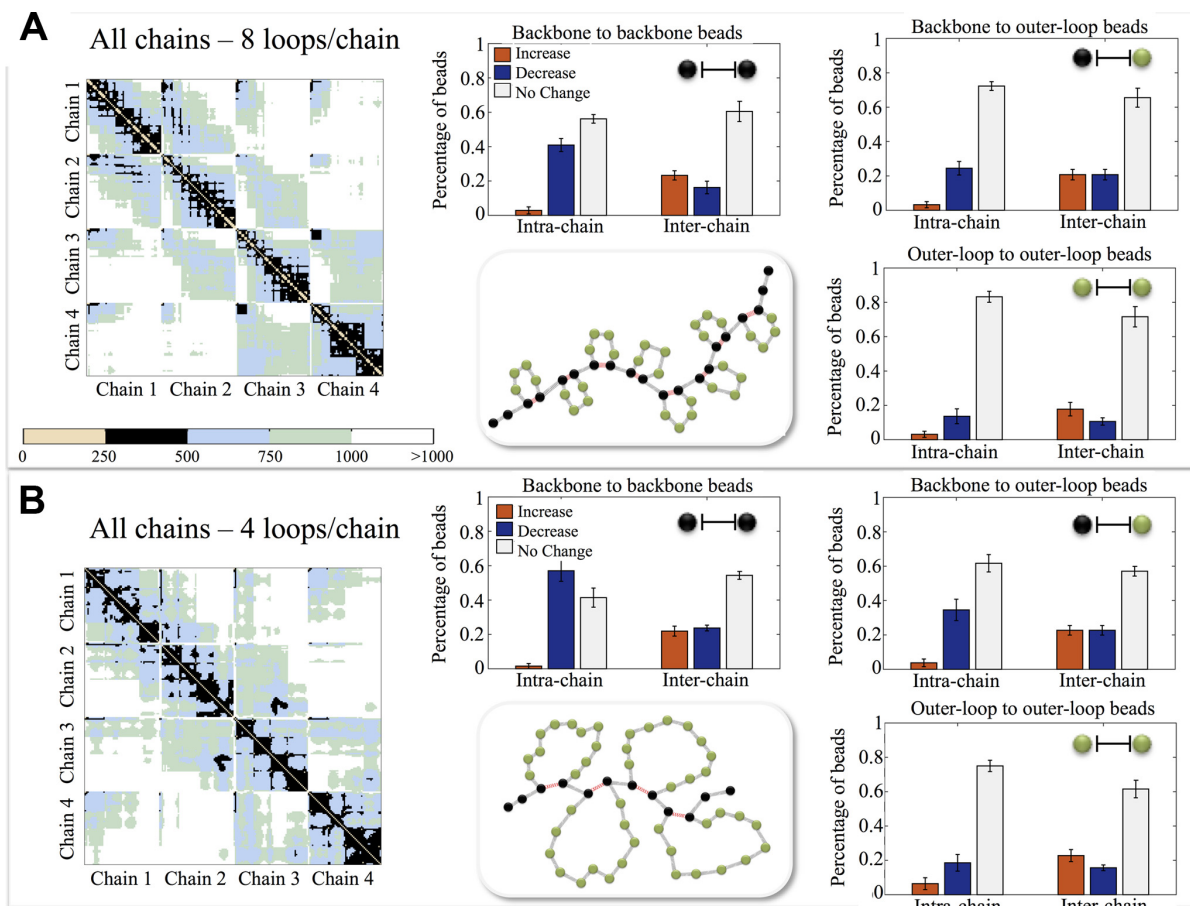 A
All chains – 8 loops/chain
Chain 1
Chain 2
Chain 3
Chain 4
Chain 1 Chain 2 Chain 3 Chain 4
0 250 500 750 1000 >1000
Backbone to backbone beads
Percentage of beads
1
0.8
0.6
0.4
0.2
0
Increase
Decrease
No Change
Intra-chain Inter-chain
Backbone to outer-loop beads
Percentage of beads
1
0.8
0.6
0.4
0.2
0
Intra-chain Inter-chain
Outer-loop to outer-loop beads
Percentage of beads
1
0.8
0.6
0.4
0.2
0
Intra-chain Inter-chain
B
All chains – 4 loops/chain
Chain 1
Chain 2
Chain 3
Chain 4
Chain 1 Chain 2 Chain 3 Chain 4
Backbone to backbone beads
Percentage of beads
1
0.8
0.6
0.4
0.2
0
Increase
Decrease
No Change
Intra-chain Inter-chain
Backbone to outer-loop beads
Percentage of beads
1
0.8
0.6
0.4
0.2
0
Intra-chain Inter-chain
Outer-loop to outer-loop beads
Percentage of beads
1
0.8
0.6
0.4
0.2
0
Intra-chain Inter-chain